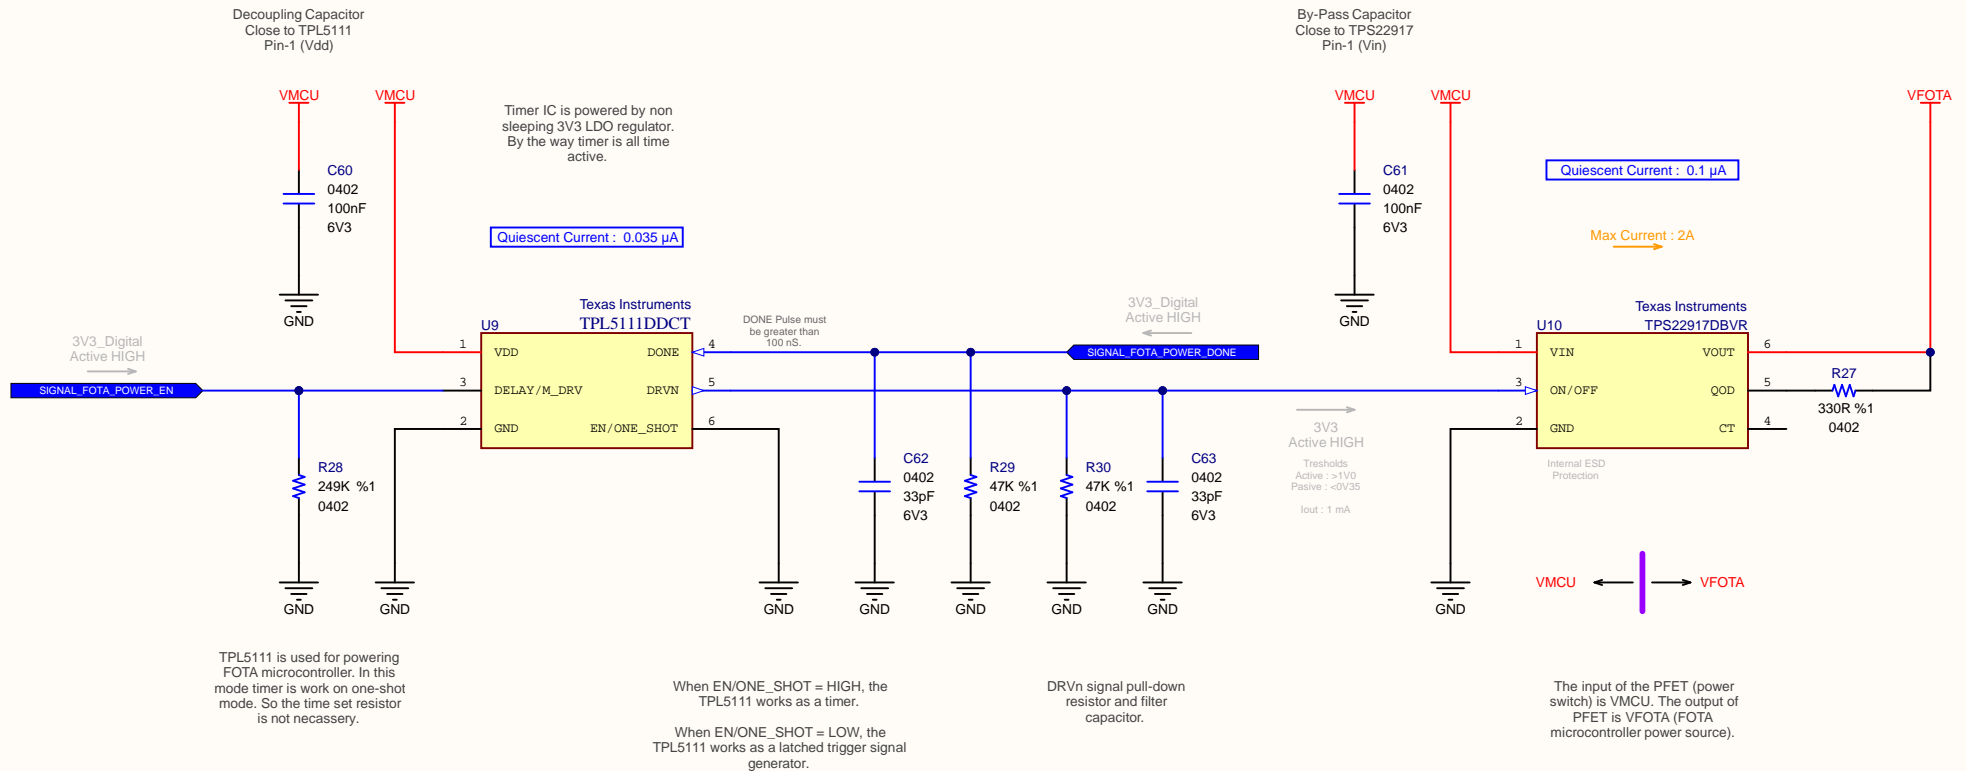 Decoupling Capacitor
Close to TPL5111
Pin-1 (Vdd)
By-Pass Capacitor
Close to TPS22917
Pin-1 (Vin)
VMCU
VMCU
VMCU
VMCU
VFOTA
Timer IC is powered by non
sleeping 3V3 LDO regulator.
By the way timer is all time
active.
C60
0402
100nF
6V3
C61
0402
100nF
6V3
Quiescent Current :  0.1 µA
Quiescent Current :  0.035 µA
Max Current : 2A
GND
GND
Texas Instruments
TPL5111DDCT
U9
Texas Instruments
TPS22917DBVR
U10
3V3_Digital
Active HIGH
SIGNAL_FOTA_POWER_EN
DONE Pulse must
be greater than
100 nS.
3V3_Digital
Active HIGH
SIGNAL_FOTA_POWER_DONE
1 VDD DONE 4
3 DELAY/M_DRV DRVN 5
2 GND EN/ONE_SHOT 6
1 VIN VOUT 6
3 ON/OFF QOD 5
2 GND CT 4
R27
330R %1
0402
3V3
Active HIGH
Tresholds
Active : >1V0
Pasive : <0V35
Iout : 1 mA
Internal ESD
Protection
R28
249K %1
0402
C62
0402
33pF
6V3
R29
47K %1
0402
R30
47K %1
0402
C63
0402
33pF
6V3
GND
GND
GND
GND
GND
GND
GND
GND
VMCU
VFOTA
TPL5111 is used for powering
FOTA microcontroller. In this
mode timer is work on one-shot
mode. So the time set resistor
is not necassery.
When EN/ONE_SHOT = HIGH, the
TPL5111 works as a timer.
When EN/ONE_SHOT = LOW, the
TPL5111 works as a latched trigger signal
generator.
DRVn signal pull-down
resistor and filter
capacitor.
The input of the PFET (power
switch) is VMCU. The output of
PFET is VFOTA (FOTA
microcontroller power source).